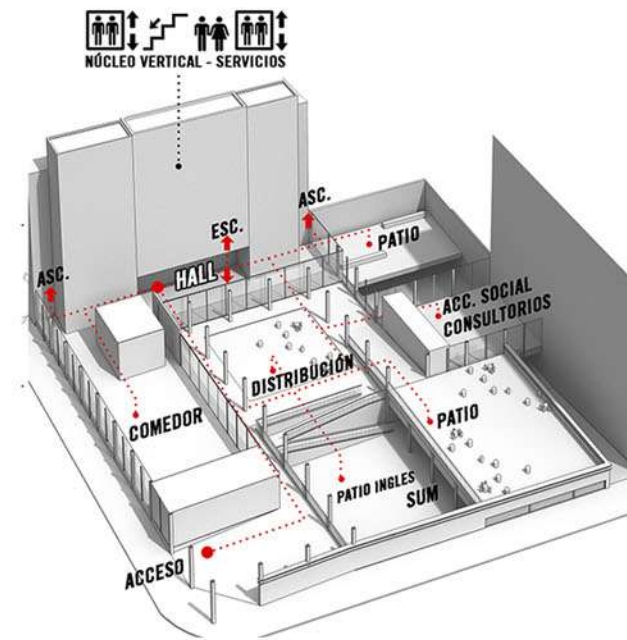 NÚCLEO VERTICAL - SERVICIOS
ASC.
ESC.
PATIO
ASC.
HALL
ACC. SOCIAL
CONSULTORIOS
DISTRIBUCIÓN
COMEDOR
PATIO
PATIO INGLES
SUM
ACCESO